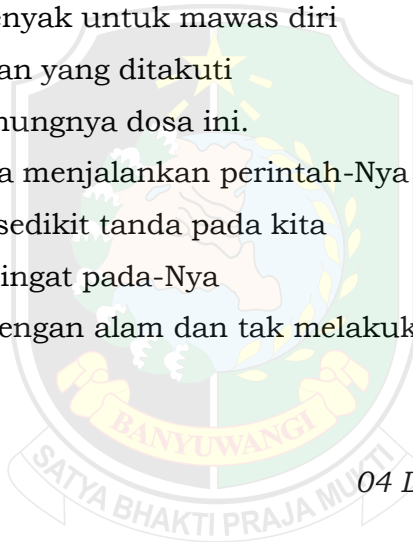 enyak untuk mawas diri
an yang ditakuti
nungnya dosa ini.
a menjalankan perintah-Nya
sedikit tanda pada kita
ingat pada-Nya
engan alam dan tak melakuk
BANYUWANGI
04 D
SATYA BHAKTI PRAJA MUKTI